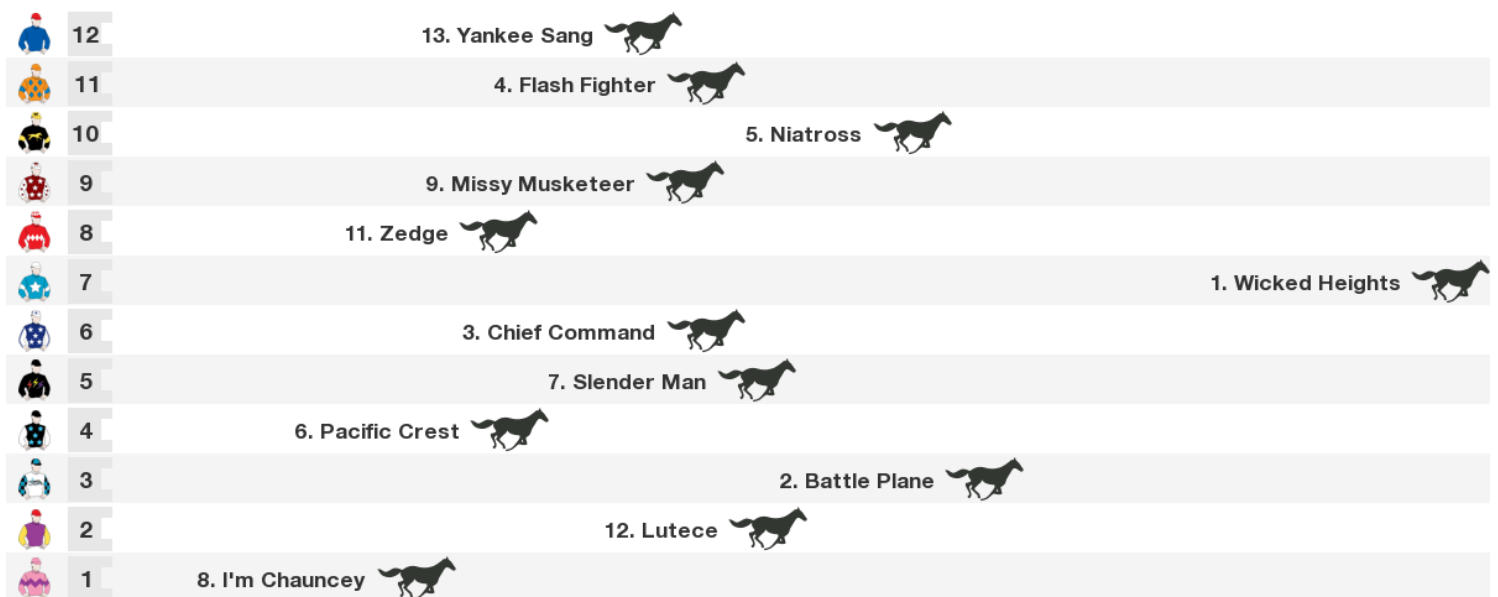 12 13. Yankee Sang
11 4. Flash Fighter
10 5. Niatross
9 9. Missy Musketeer
8 11. Zedge
7 1. Wicked Heights
6 3. Chief Command
5 7. Slender Man
4 6. Pacific Crest
3 2. Battle Plane
2 12. Lutece
1 8. I'm Chauncey